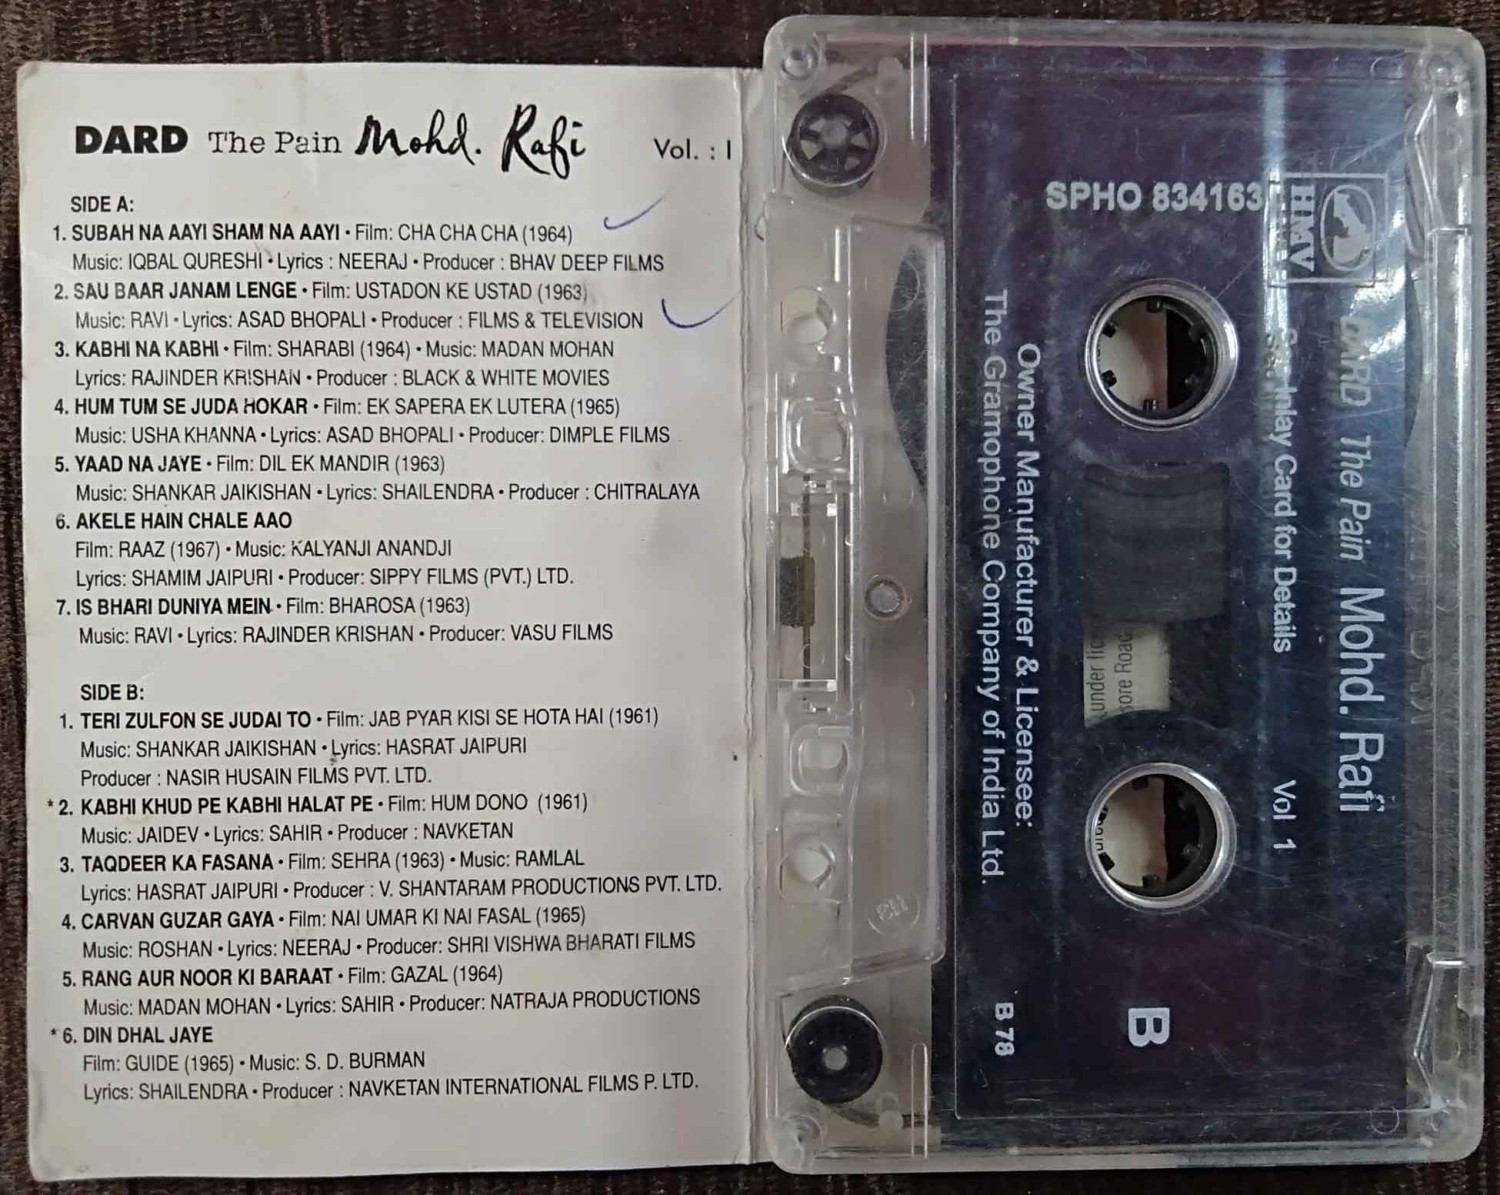 DARD The Pain Mohd. Rafi Vol. : I
SIDE A:
1. SUBAH NA AAYI SHAM NA AAYI • Film: CHA CHA CHA (1964)
Music: IQBAL QURESHI • Lyrics : NEERAJ • Producer : BHAV DEEP FILMS
2. SAU BAAR JANAM LENGE • Film: USTADON KE USTAD (1963)
Music: RAVI • Lyrics: ASAD BHOPALI • Producer : FILMS & TELEVISION
3. KABHI NA KABHI • Film: SHARABI (1964) • Music: MADAN MOHAN
Lyrics: RAJINDER KRISHAN • Producer : BLACK & WHITE MOVIES
4. HUM TUM SE JUDA HOKAR • Film: EK SAPERA EK LUTERA (1965)
Music: USHA KHANNA • Lyrics: ASAD BHOPALI • Producer: DIMPLE FILMS
5. YAAD NA JAYE • Film: DIL EK MANDIR (1963)
Music: SHANKAR JAIKISHAN • Lyrics: SHAILENDRA • Producer : CHITRALAYA
6. AKELE HAIN CHALE AAO
Film: RAAZ (1967) • Music: KALYANJI ANANDJI
Lyrics: SHAMIM JAIPURI • Producer: SIPPY FILMS (PVT.) LTD.
7. IS BHARI DUNIYA MEIN • Film: BHAROSA (1963)
Music: RAVI • Lyrics: RAJINDER KRISHAN • Producer: VASU FILMS
SIDE B:
1. TERI ZULFON SE JUDAI TO • Film: JAB PYAR KISI SE HOTA HAI (1961)
Music: SHANKAR JAIKISHAN • Lyrics: HASRAT JAIPURI
Producer : NASIR HUSAIN FILMS PVT. LTD.
* 2. KABHI KHUD PE KABHI HALAT PE • Film: HUM DONO (1961)
Music: JAIDEV • Lyrics: SAHIR • Producer : NAVKETAN
3. TAQDEER KA FASANA • Film: SEHRA (1963) • Music: RAMLAL
Lyrics: HASRAT JAIPURI • Producer : V. SHANTARAM PRODUCTIONS PVT. LTD.
4. CARVAN GUZAR GAYA • Film: NAI UMAR KI NAI FASAL (1965)
Music: ROSHAN • Lyrics: NEERAJ • Producer: SHRI VISHWA BHARATI FILMS
5. RANG AUR NOOR KI BARAAT • Film: GAZAL (1964)
Music: MADAN MOHAN • Lyrics: SAHIR • Producer: NATRAJA PRODUCTIONS
* 6. DIN DHAL JAYE
Film: GUIDE (1965) • Music: S. D. BURMAN
Lyrics: SHAILENDRA • Producer : NAVKETAN INTERNATIONAL FILMS P. LTD.
SPHO 834163
HMV
DARD The Pain Mohd. Rafi
See Inlay Card for Details Vol 1
Owner Manufacturer & Licensee:
The Gramophone Company of India Ltd.
B 78
B
under lic
ore Road